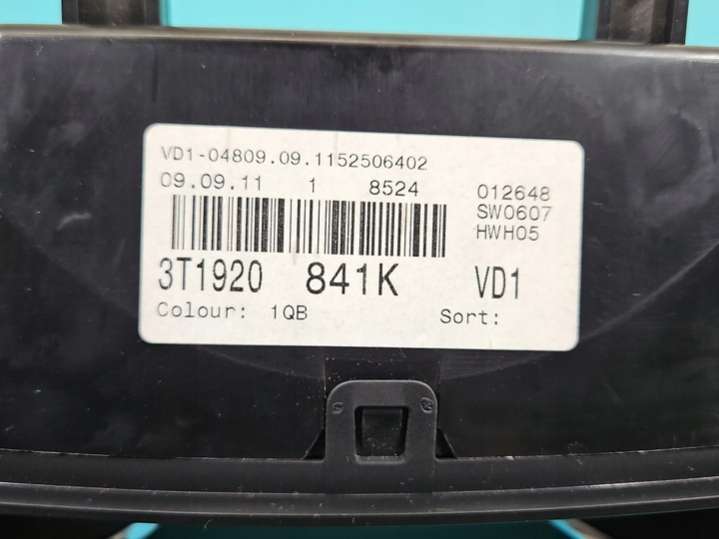 VD1-04809.09.1152506402
09.09.11 1 8524 012648
SW0607
HWH05
3T1920 841K VD1
Colour: 1QB Sort: